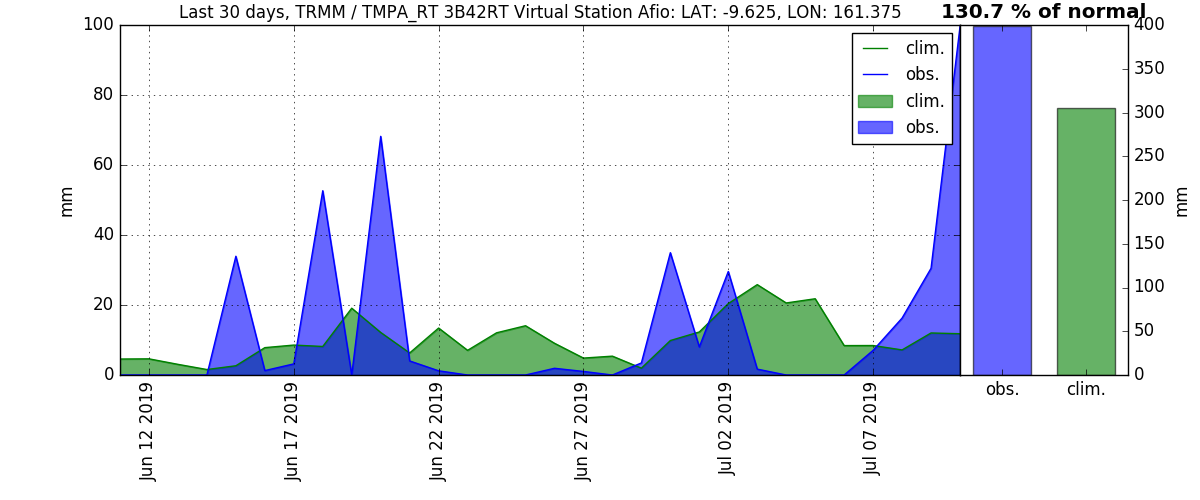 Last 30 days, TRMM / TMPA_RT 3B42RT Virtual Station Afio: LAT: -9.625, LON: 161.375
130.7 % of normal
100
80
60
40
20
0
mm
clim.
obs.
clim.
obs.
400
350
300
250
200
150
100
50
0
mm
obs.
clim.
Jun 12 2019
Jun 17 2019
Jun 22 2019
Jun 27 2019
Jul 02 2019
Jul 07 2019